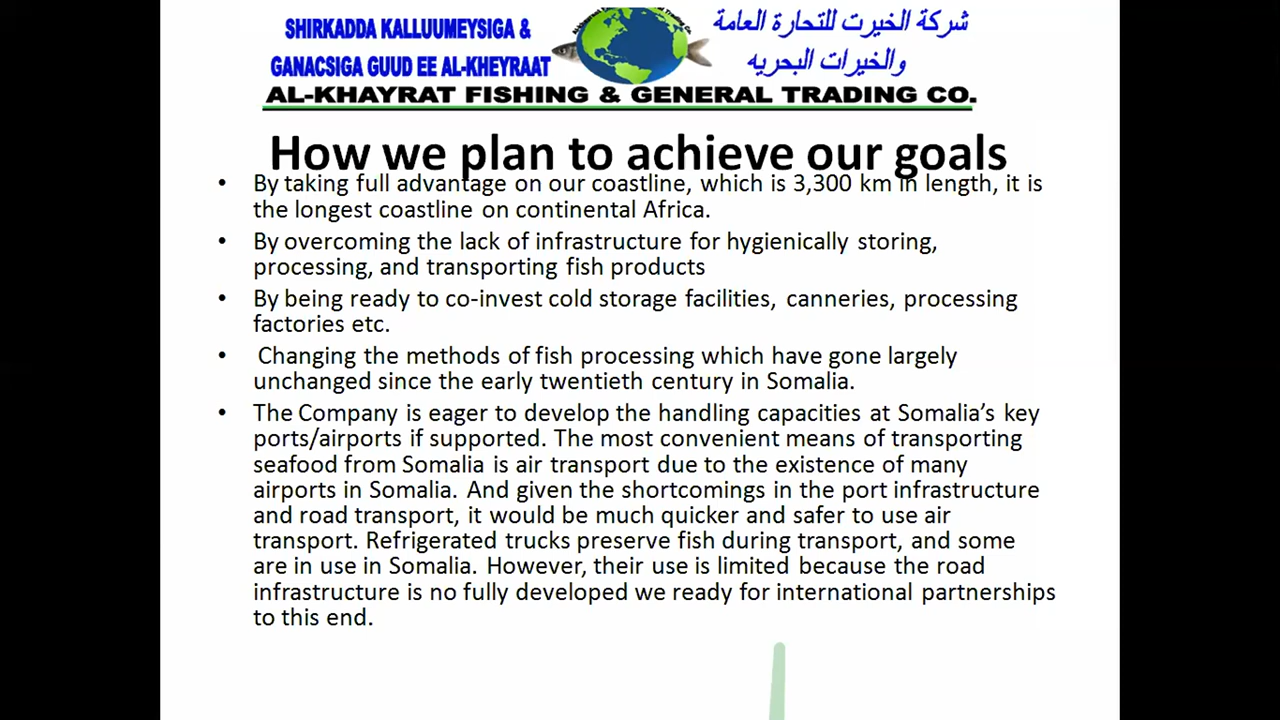 SHIRKADDA KALLUUMEYSIGA &
GANACSIGA GUUD EE AL-KHEYRAAT
شركة الخيرت للتحارة العامة
والخيرات البحريه
AL-KHAYRAT FISHING & GENERAL TRADING CO.
How we plan to achieve our goals
• By taking full advantage on our coastline, which is 3,300 km in length, it is
the longest coastline on continental Africa.
• By overcoming the lack of infrastructure for hygienically storing,
processing, and transporting fish products
• By being ready to co-invest cold storage facilities, canneries, processing
factories etc.
• Changing the methods of fish processing which have gone largely
unchanged since the early twentieth century in Somalia.
• The Company is eager to develop the handling capacities at Somalia’s key
ports/airports if supported. The most convenient means of transporting
seafood from Somalia is air transport due to the existence of many
airports in Somalia. And given the shortcomings in the port infrastructure
and road transport, it would be much quicker and safer to use air
transport. Refrigerated trucks preserve fish during transport, and some
are in use in Somalia. However, their use is limited because the road
infrastructure is no fully developed we ready for international partnerships
to this end.